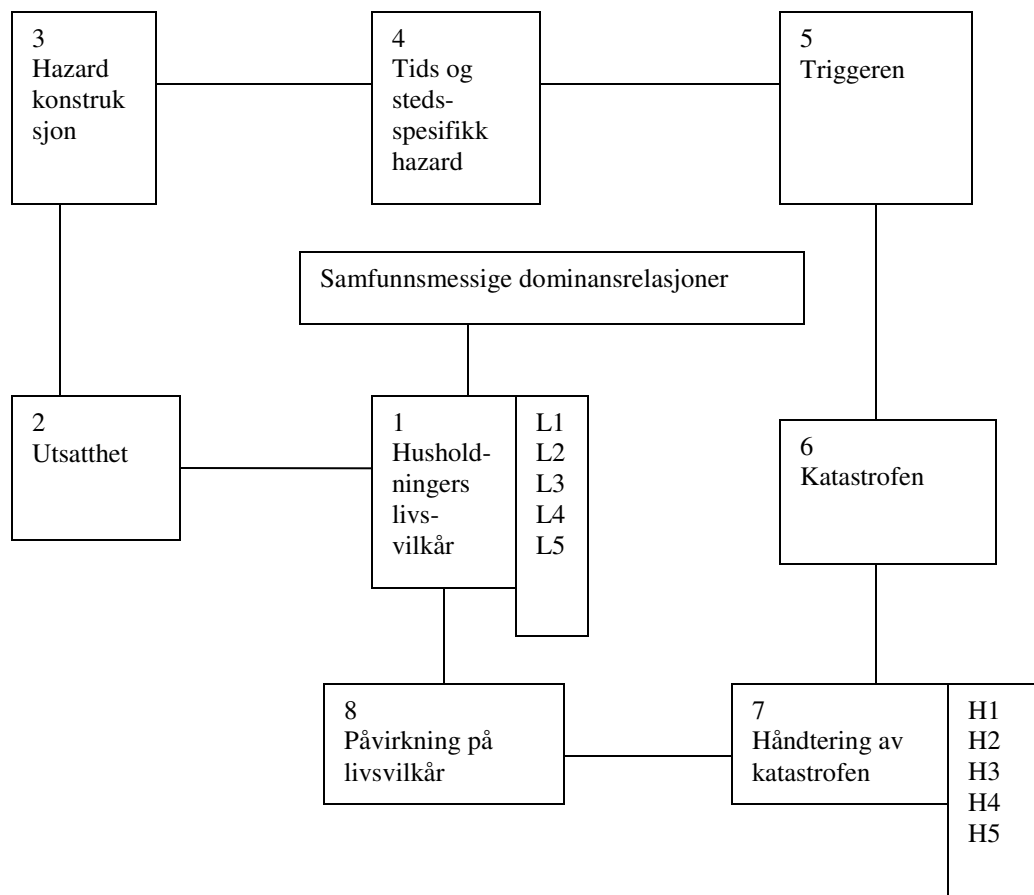 3
Hazard
konstruk
sjon
4
Tids og
steds-
spesifikk
hazard
5
Triggeren
Samfunnsmessige dominansrelasjoner
2
Utsatthet
1
Hushold-
ningers
livs-
vilkår
L1
L2
L3
L4
L5
6
Katastrofen
8
Påvirkning på
livsvilkår
7
Håndtering av
katastrofen
H1
H2
H3
H4
H5